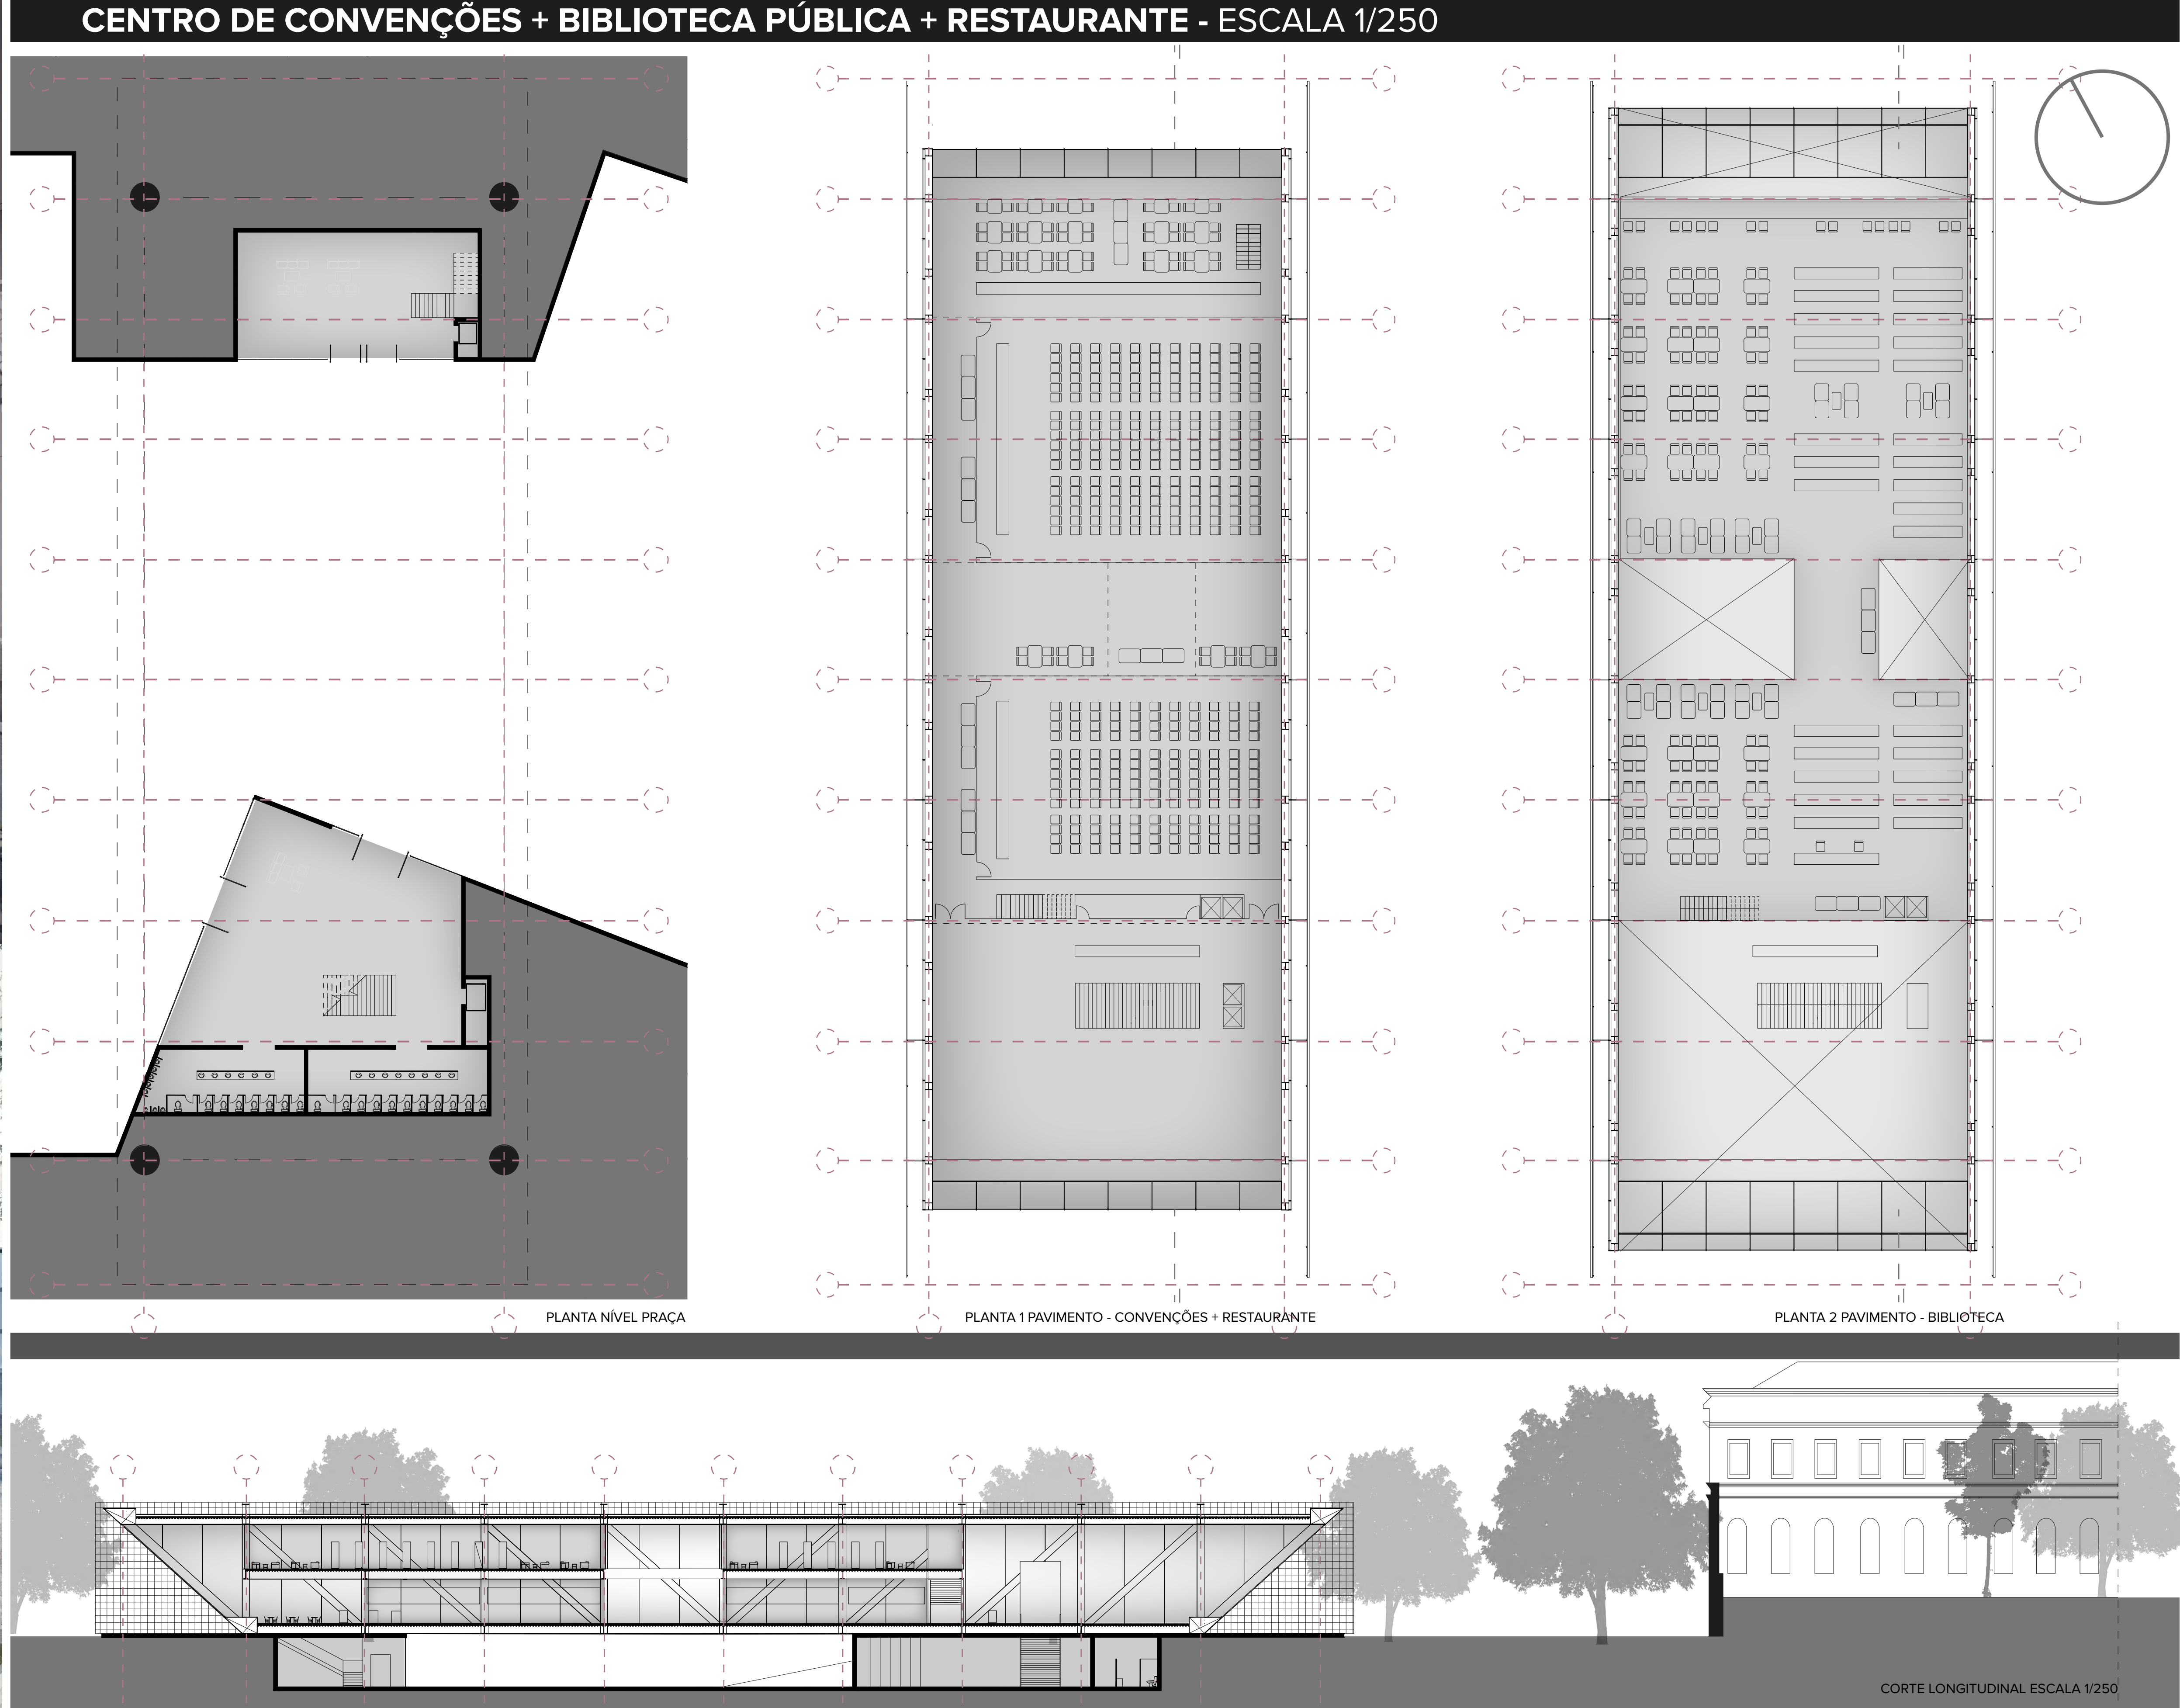 CENTRO DE CONVENÇÕES + BIBLIOTECA PÚBLICA + RESTAURANTE - ESCALA 1/250
PLANTA NÍVEL PRAÇA
PLANTA 1 PAVIMENTO - CONVENÇÕES + RESTAURANTE
PLANTA 2 PAVIMENTO - BIBLIOTECA
CORTE LONGITUDINAL ESCALA 1/250